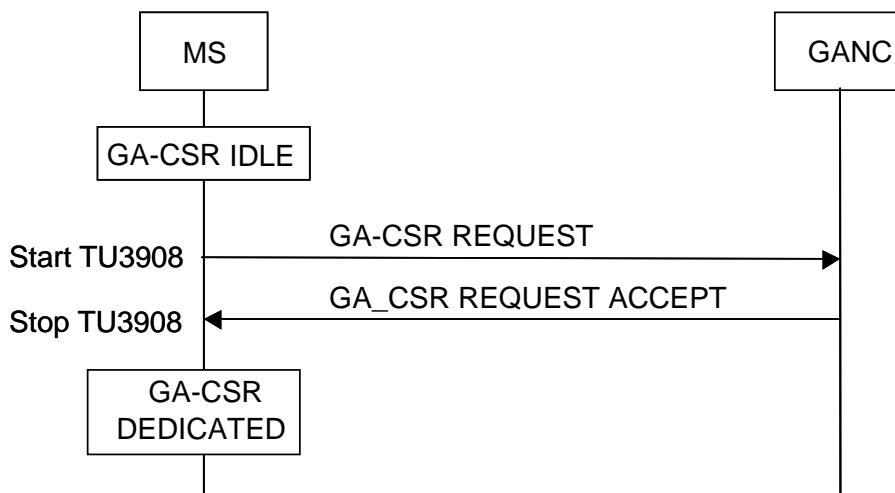 MS
GANC
GA-CSR IDLE
GA-CSR REQUEST
Start TU3908
GA_CSR REQUEST ACCEPT
Stop TU3908
GA-CSR
DEDICATED